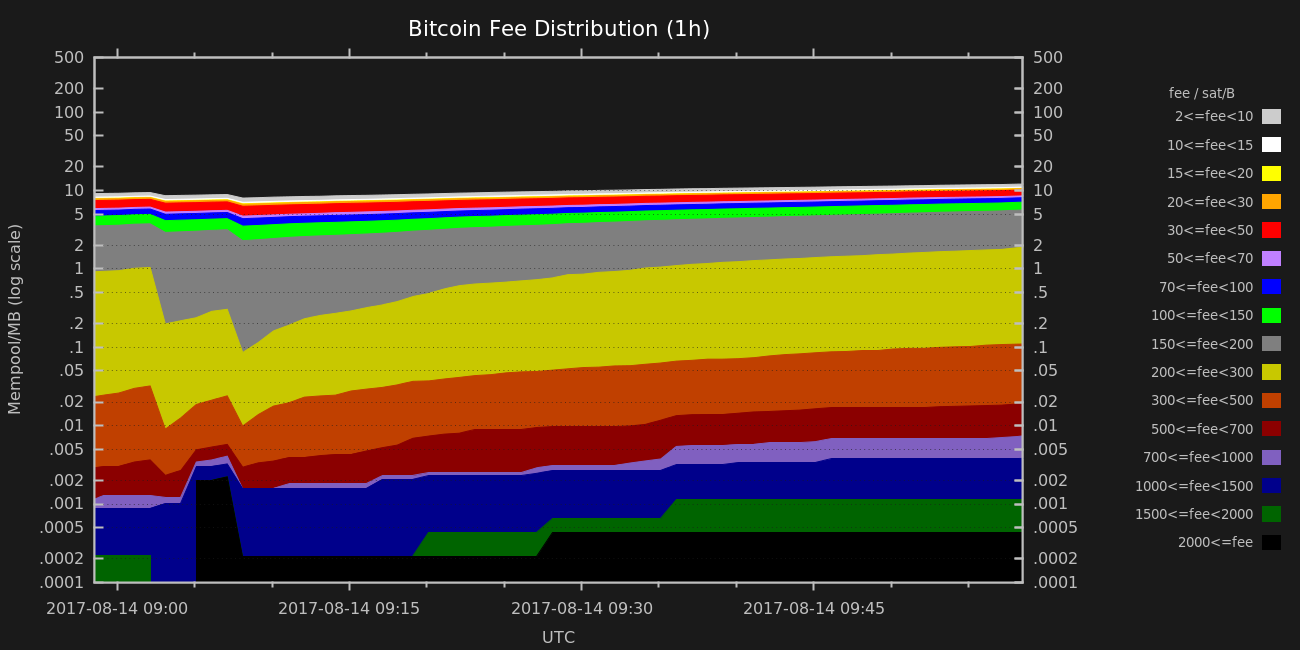 Bitcoin Fee Distribution (1h)
500
200
100
50
20
10
5
2
1
.5
.2
.1
.05
.02
.01
.005
.002
.001
.0005
.0002
.0001
Mempool/MB (log scale)
500
200
100
50
20
10
5
2
1
.5
.2
.1
.05
.02
.01
.005
.002
.001
.0005
.0002
.0001
2017-08-14 09:00
2017-08-14 09:15
2017-08-14 09:30
2017-08-14 09:45
UTC
fee / sat/B
2<=fee<10
10<=fee<15
15<=fee<20
20<=fee<30
30<=fee<50
50<=fee<70
70<=fee<100
100<=fee<150
150<=fee<200
200<=fee<300
300<=fee<500
500<=fee<700
700<=fee<1000
1000<=fee<1500
1500<=fee<2000
2000<=fee